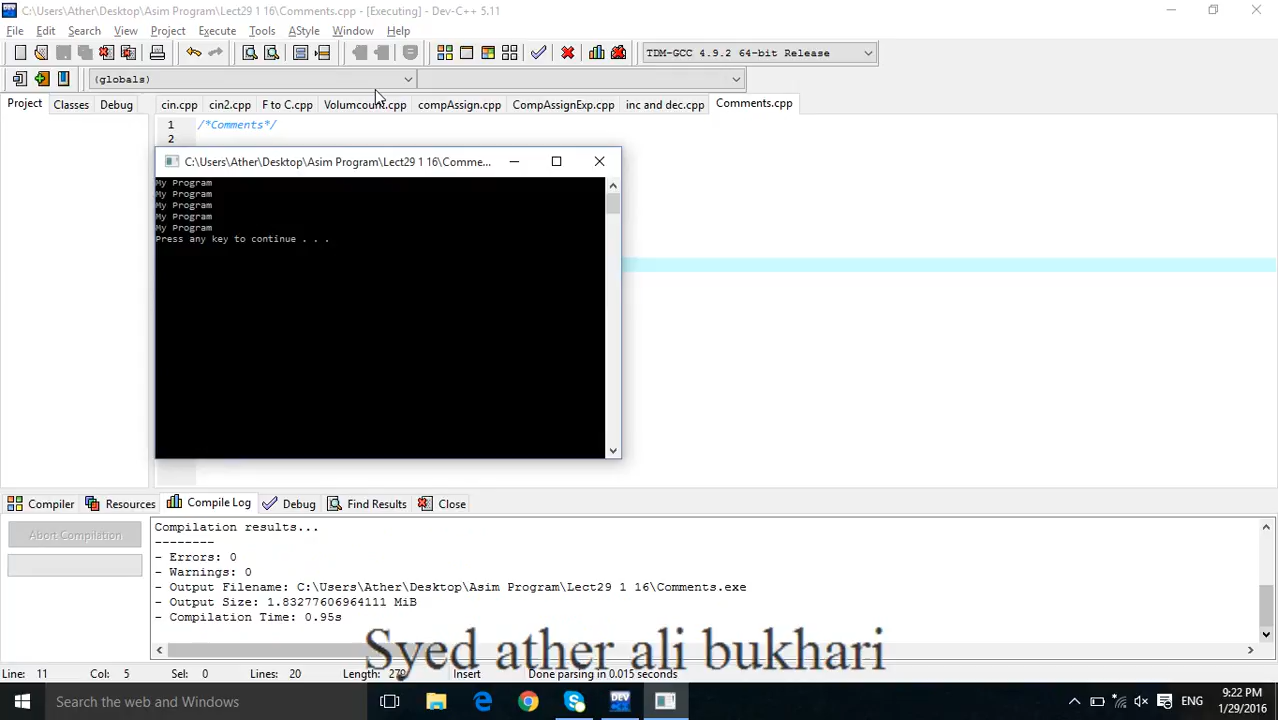 C:\Users\Ather\Desktop\Asim Program\Lect29 1 16\Comments.cpp - [Executing] - Dev-C++ 5.11
File Edit Search View Project Execute Tools AStyle Window Help
TDM-GCC 4.9.2 64-bit Release
(globals)
Project Classes Debug cin.cpp cin2.cpp F to C.cpp Volumcount.cpp compAssign.cpp CompAssignExp.cpp inc and dec.cpp Comments.cpp
1 /*Comments*/
2
C:\Users\Ather\Desktop\Asim Program\Lect29 1 16\Comme...
My Program
My Program
My Program
My Program
My Program
Press any key to continue . . .
Compiler Resources Compile Log Debug Find Results Close
Abort Compilation
Compilation results...
--------
- Errors: 0
- Warnings: 0
- Output Filename: C:\Users\Ather\Desktop\Asim Program\Lect29 1 16\Comments.exe
- Output Size: 1.83277606964111 MiB
- Compilation Time: 0.95s
Syed ather ali bukhari
Line: 11 Col: 5 Sel: 0 Lines: 20 Length: Insert Done parsing in 0.015 seconds
Search the web and Windows
DEV
ENG
9:22 PM
1/29/2016